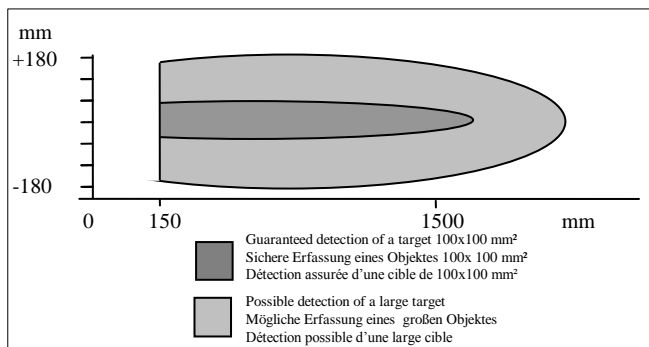 mm
+180
-180
0 150 1500 mm
Guaranteed detection of a target 100x100 mm²
Sichere Erfassung eines Objektes 100x 100 mm²
Détection assurée d’une cible de 100x100 mm²
Possible detection of a large target
Mögliche Erfassung eines großen Objektes
Détection possible d’une large cible